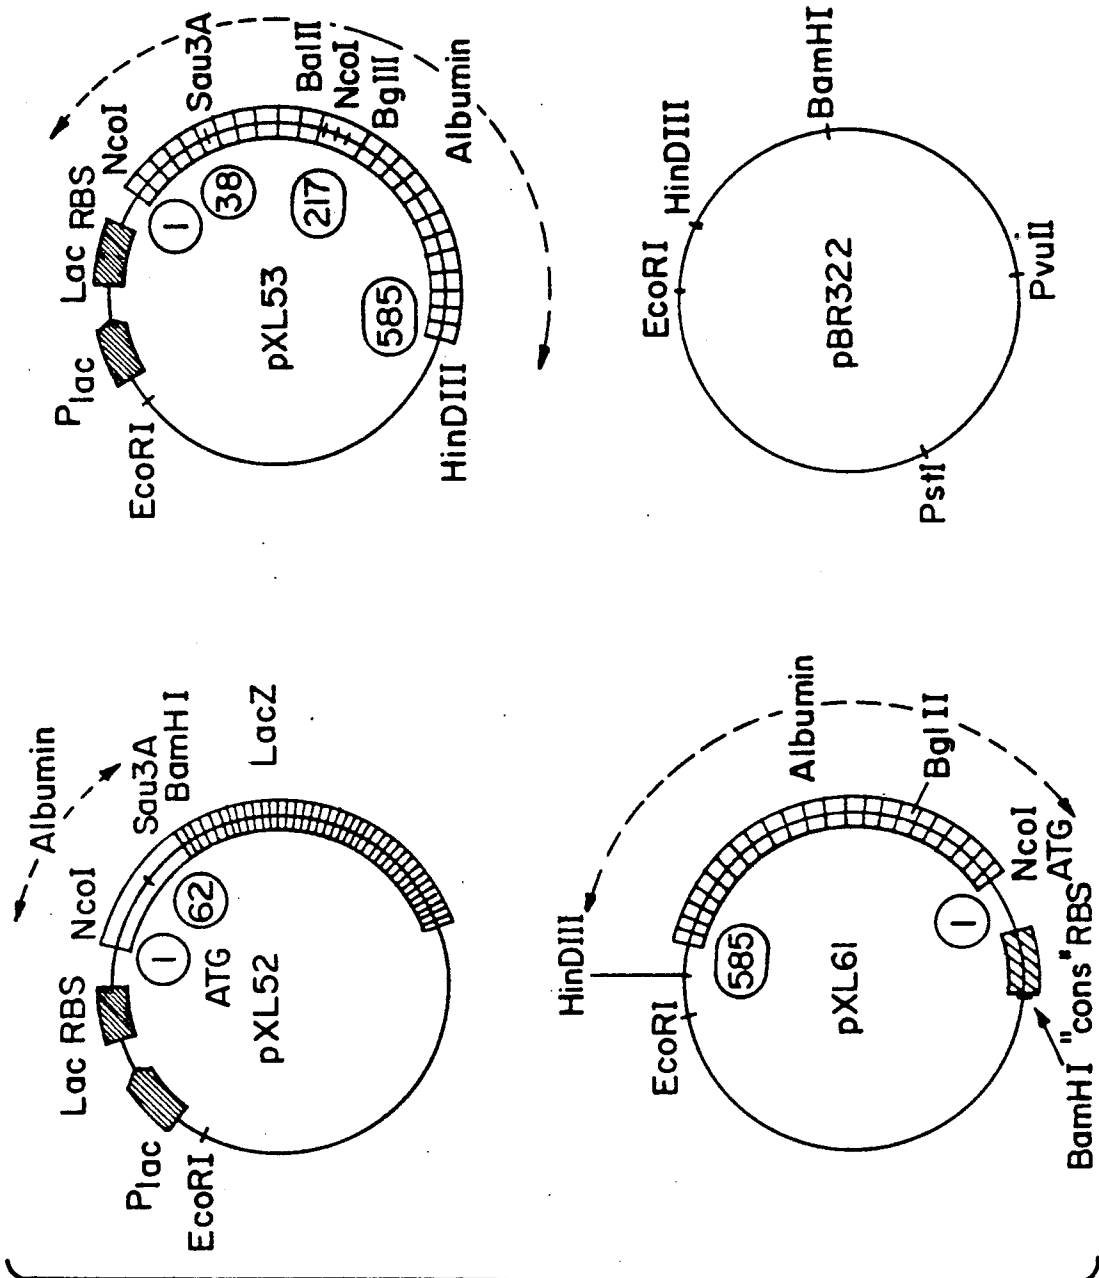 Albumin
Lac RBS
NcoI
Sau3A
BamHI
Plac
1
62
ATG
LacZ
EcoRI
pXL52
Lac RBS
NcoI
Sau3A
Plac
1
38
BalII
NcoI
BglII
217
EcoRI
pXL53
Albumin
585
HinDIII
HinDIII
EcoRI
585
Albumin
pXL61
BglII
1
NcoI
ATG
BamHI "cons" RBS
EcoRI
HinDIII
BamHI
pBR322
PstI
PvuII